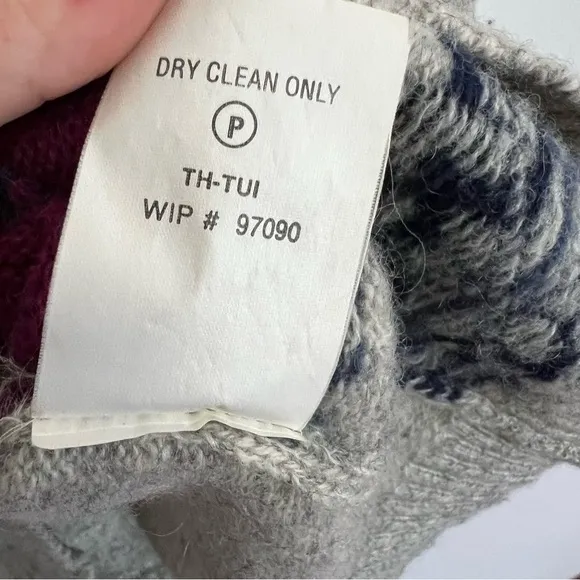 DRY CLEAN ONLY
P
TH-TUI
WIP # 97090